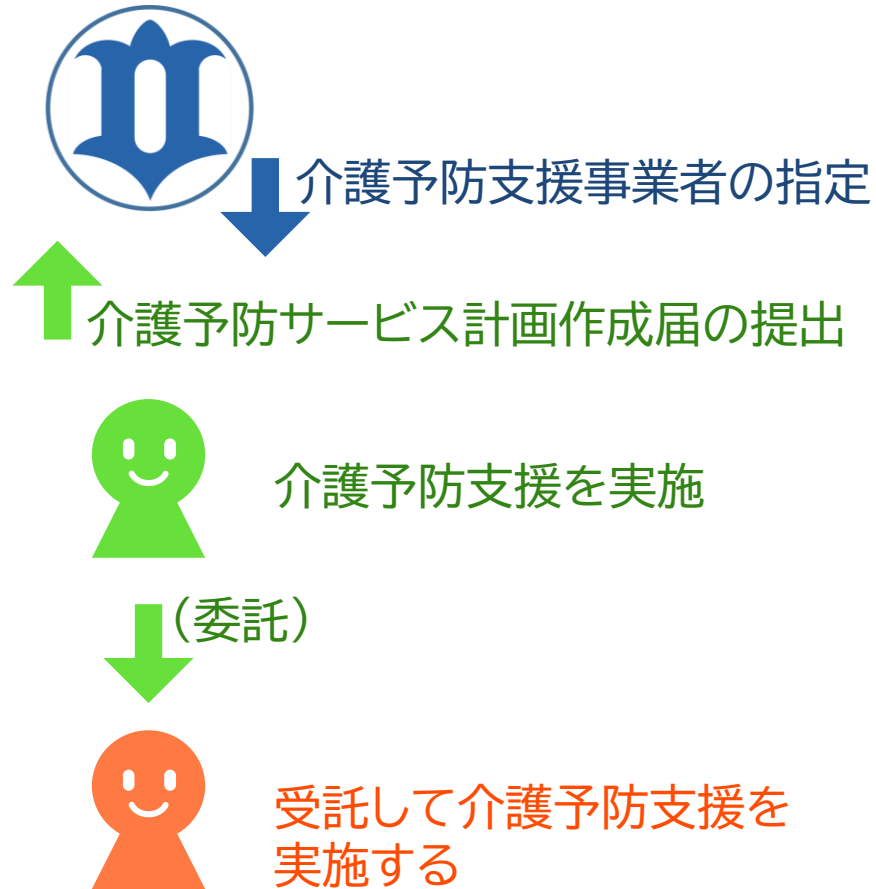 介護予防支援事業者の指定
介護予防サービス計画作成届の提出
介護予防支援を実施
（委託）
受託して介護予防支援を
実施する